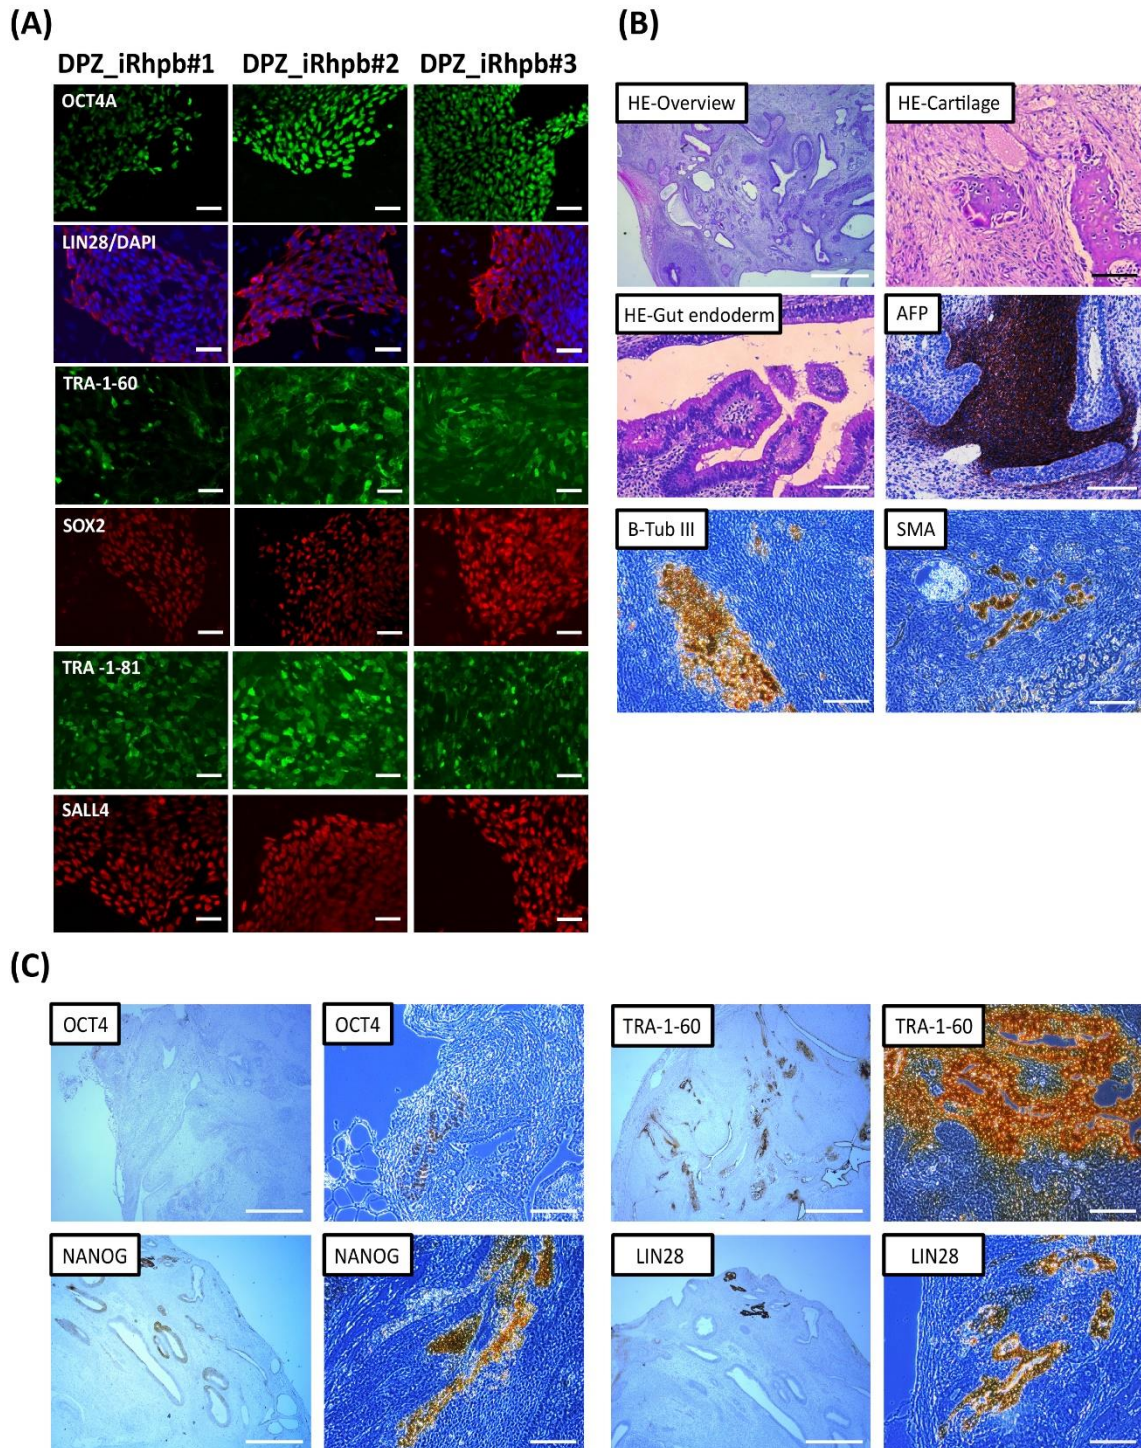 (A)
DPZ_iRhpb#1 DPZ_iRhpb#2 DPZ_iRhpb#3
OCT4A
LIN28/DAPI
TRA-1-60
SOX2
TRA -1-81
SALL4
(B)
HE-Overview HE-Cartilage
HE-Gut endoderm AFP
B-Tub III SMA
(C)
OCT4 OCT4 TRA-1-60 TRA-1-60
NANOG NANOG LIN28 LIN28